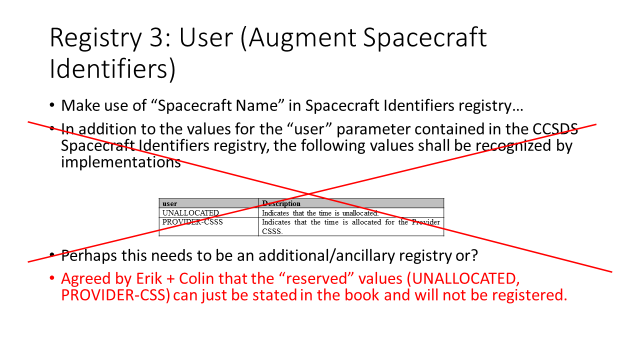 Registry 3: User (Augment Spacecraft
Identifiers)
• Make use of “Spacecraft Name” in Spacecraft Identifiers registry…
• In addition to the values for the “user” parameter contained in the CCSDS
Spacecraft Identifiers registry, the following values shall be recognized by
implementations
user Description
UNALLOCATED Indicates that the time is unallocated.
PROVIDER-CSSS Indicates that the time is allocated for the Provider
CSSS.
• Perhaps this needs to be an additional/ancillary registry or?
• Agreed by Erik + Colin that the “reserved” values (UNALLOCATED,
PROVIDER-CSS) can just be stated in the book and will not be registered.